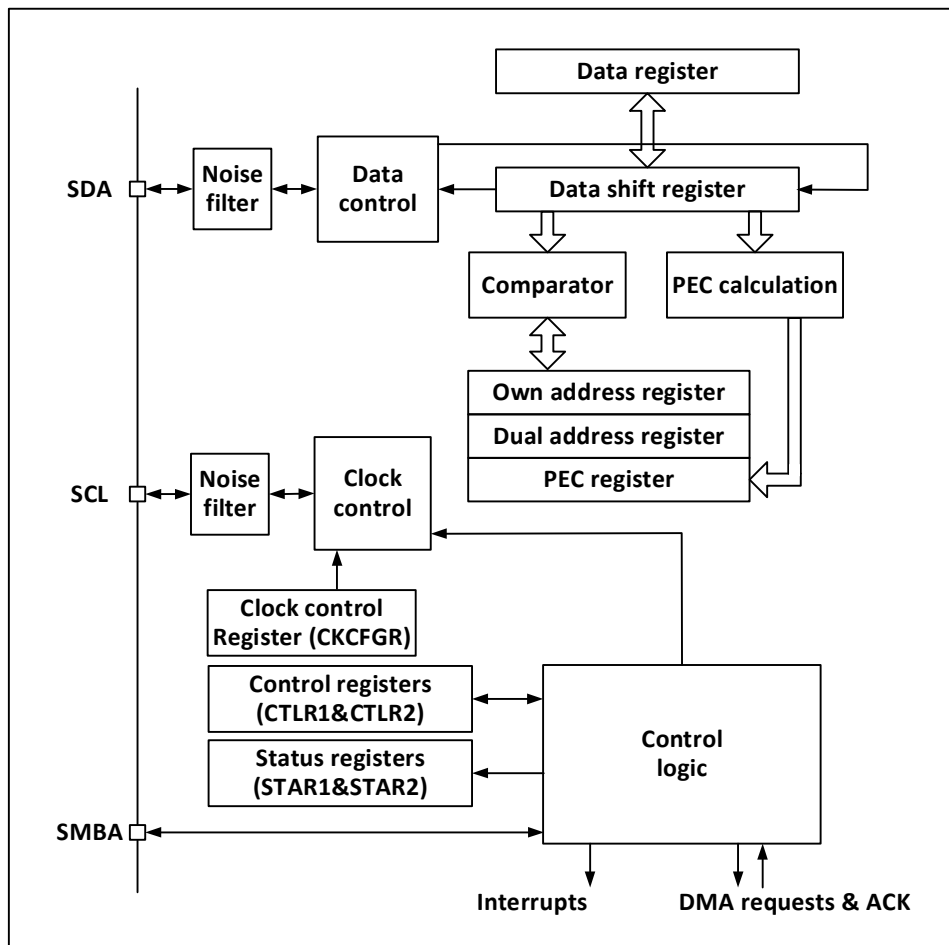 Data register
SDA
Noise
filter
Data
control
Data shift register
Comparator
PEC calculation
Own address register
Dual address register
PEC register
SCL
Noise
filter
Clock
control
Clock control
Register (CKCFGR)
Control registers
(CTLR1&CTLR2)
Status registers
(STAR1&STAR2)
Control
logic
SMBA
Interrupts
DMA requests & ACK